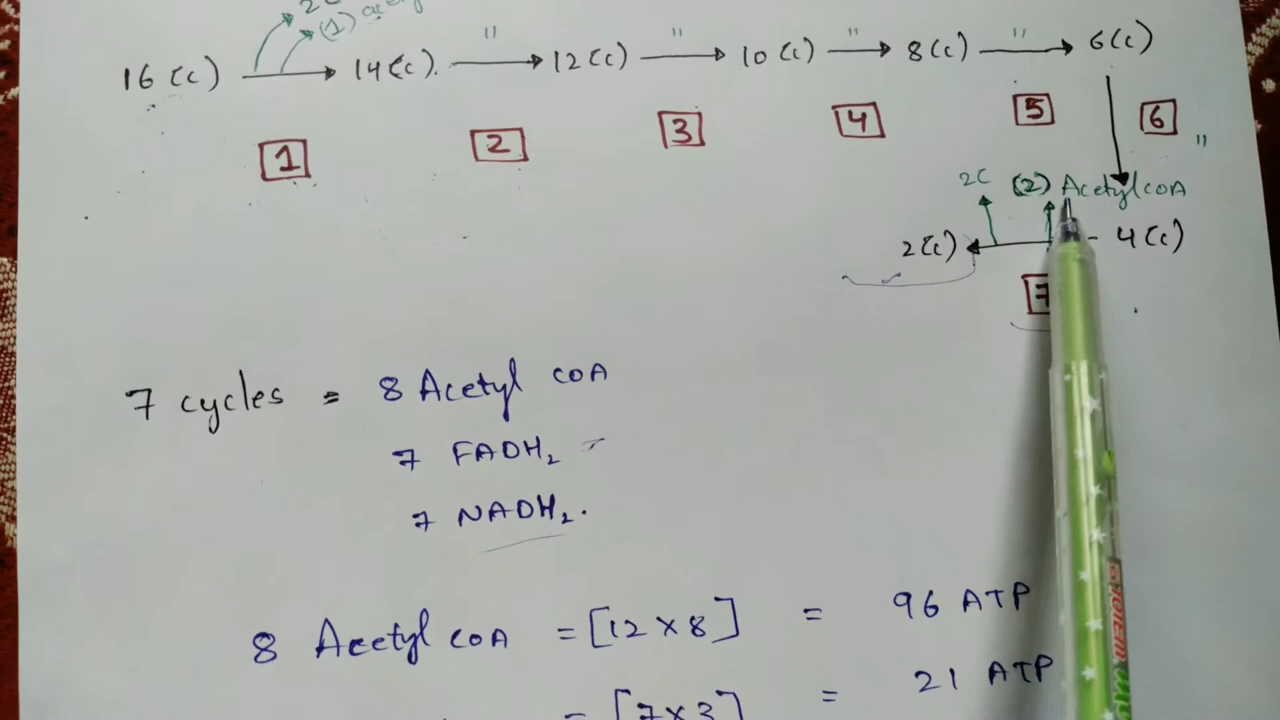 (1)
16 (C) 14 (C). 12 (C) 10 (C) 8 (C) 6 (C)
" " " "
1 2 3 4 5 6 "
2C (2) Acetyl COA
2 (C) 4 (C)
7
7 cycles = 8 Acetyl COA
7 FADH₂
7 NADH₂.
8 Acetyl COA = [12 x 8] = 96 ATP
= [7 x 3] = 21 ATP